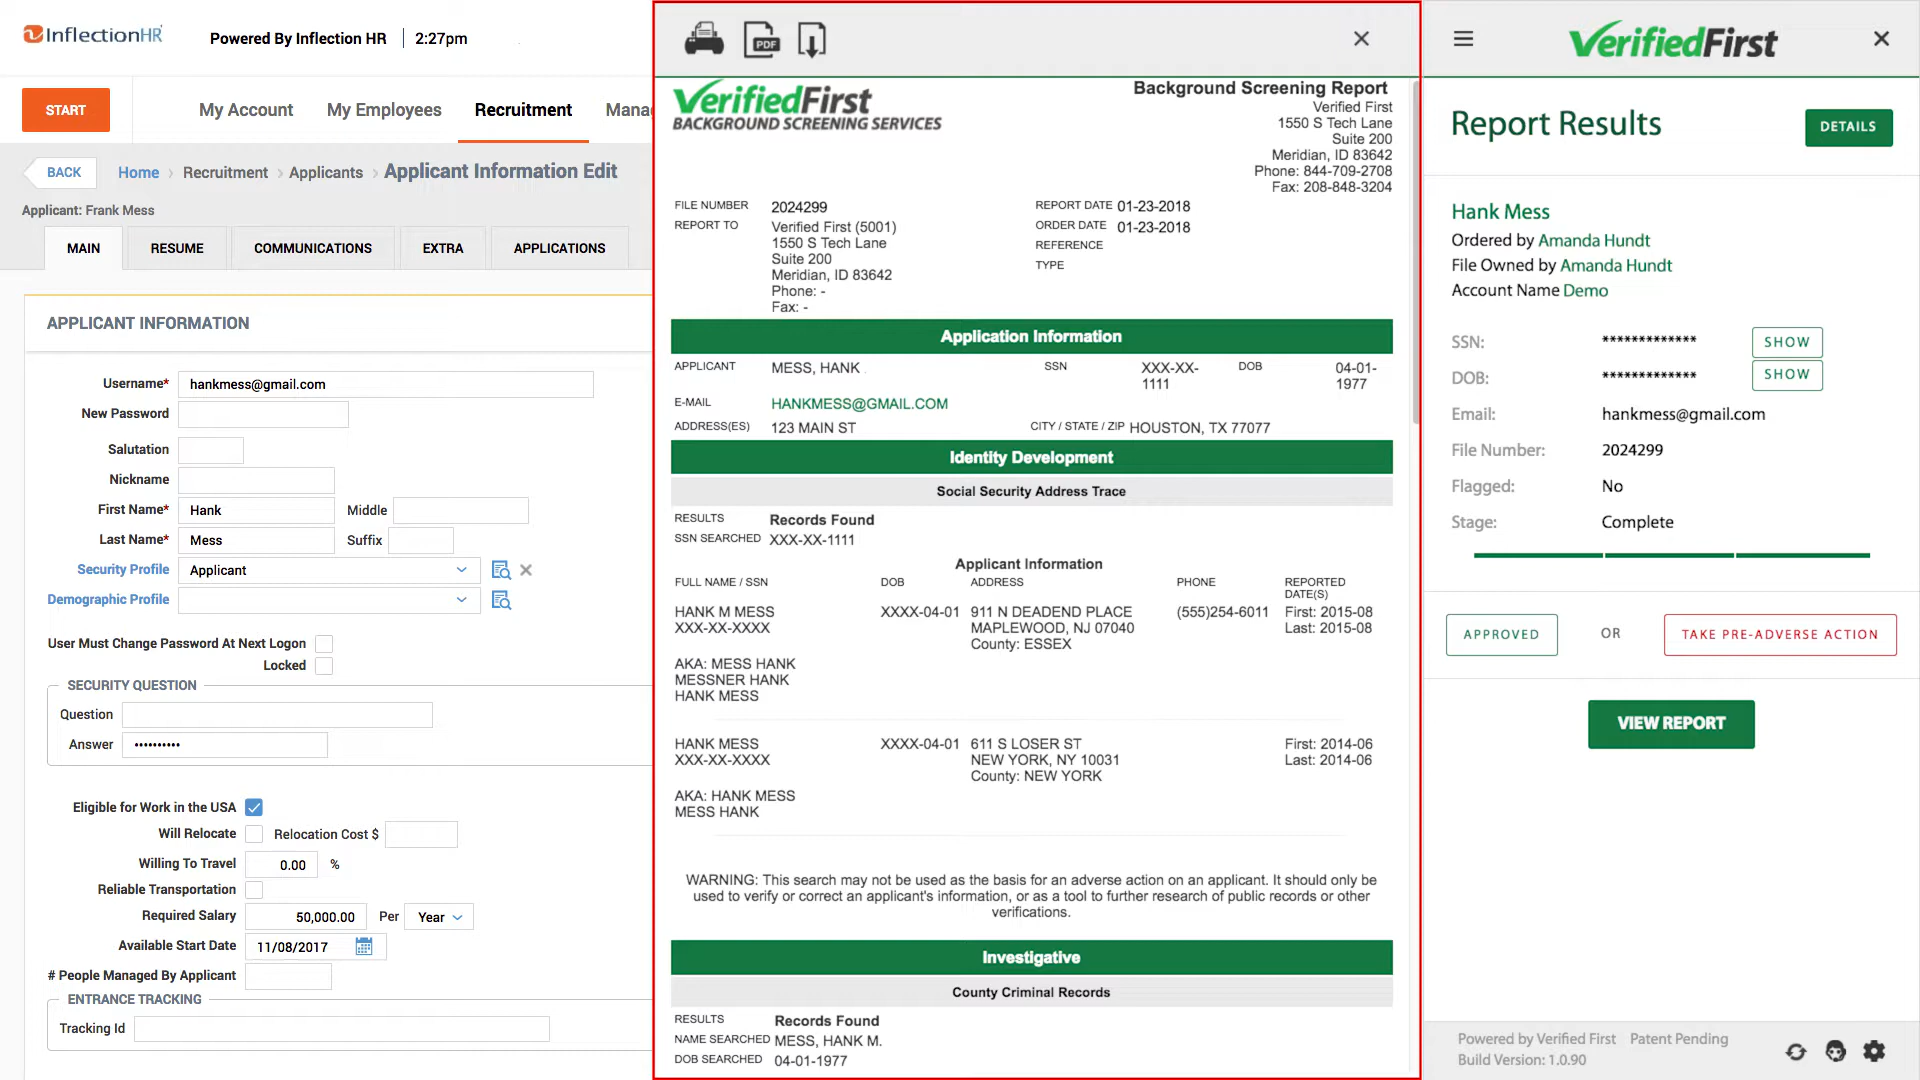 InflectionHR
Powered By Inflection HR
2:27pm
START
My Account
My Employees
Recruitment
Mana
BACK
Home
Recruitment
Applicants
Applicant Information Edit
Applicant: Frank Mess
MAIN
RESUME
COMMUNICATIONS
EXTRA
APPLICATIONS
APPLICANT INFORMATION
Username* hankmess@gmail.com
New Password
Salutation
Nickname
First Name* Hank Middle
Last Name* Mess Suffix
Security Profile Applicant
Demographic Profile
User Must Change Password At Next Logon
Locked
SECURITY QUESTION
Question
Answer ••••••••••
Eligible for Work in the USA
Will Relocate Relocation Cost $
Willing To Travel 0.00 %
Reliable Transportation
Required Salary 50,000.00 Per Year
Available Start Date 11/08/2017
# People Managed By Applicant
ENTRANCE TRACKING
Tracking Id
PDF
VerifiedFirst
BACKGROUND SCREENING SERVICES
Background Screening Report
Verified First
1550 S Tech Lane
Suite 200
Meridian, ID 83642
Phone: 844-709-2708
Fax: 208-848-3204
FILE NUMBER 2024299
REPORT TO Verified First (5001)
1550 S Tech Lane
Suite 200
Meridian, ID 83642
Phone: -
Fax: -
REPORT DATE 01-23-2018
ORDER DATE 01-23-2018
REFERENCE
TYPE
Application Information
APPLICANT MESS, HANK SSN XXX-XX-1111 DOB 04-01-1977
E-MAIL HANKMESS@GMAIL.COM
ADDRESS(ES) 123 MAIN ST CITY / STATE / ZIP HOUSTON, TX 77077
Identity Development
Social Security Address Trace
RESULTS Records Found
SSN SEARCHED XXX-XX-1111
Applicant Information
FULL NAME / SSN DOB ADDRESS PHONE REPORTED DATE(S)
HANK M MESS XXXX-04-01 911 N DEADEND PLACE (555)254-6011 First: 2015-08
XXX-XX-XXXX MAPLEWOOD, NJ 07040 Last: 2015-08
County: ESSEX
AKA: MESS HANK
MESSNER HANK
HANK MESS
HANK MESS XXXX-04-01 611 S LOSER ST First: 2014-06
XXX-XX-XXXX NEW YORK, NY 10031 Last: 2014-06
County: NEW YORK
AKA: HANK MESS
MESS HANK
WARNING: This search may not be used as the basis for an adverse action on an applicant. It should only be
used to verify or correct an applicant's information, or as a tool to further research of public records or other
verifications.
Investigative
County Criminal Records
RESULTS Records Found
NAME SEARCHED MESS, HANK M.
DOB SEARCHED 04-01-1977
VerifiedFirst
Report Results
DETAILS
Hank Mess
Ordered by Amanda Hundt
File Owned by Amanda Hundt
Account Name Demo
SSN: ************* SHOW
DOB: ************* SHOW
Email: hankmess@gmail.com
File Number: 2024299
Flagged: No
Stage: Complete
APPROVED OR TAKE PRE-ADVERSE ACTION
VIEW REPORT
Powered by Verified First Patent Pending
Build Version: 1.0.90